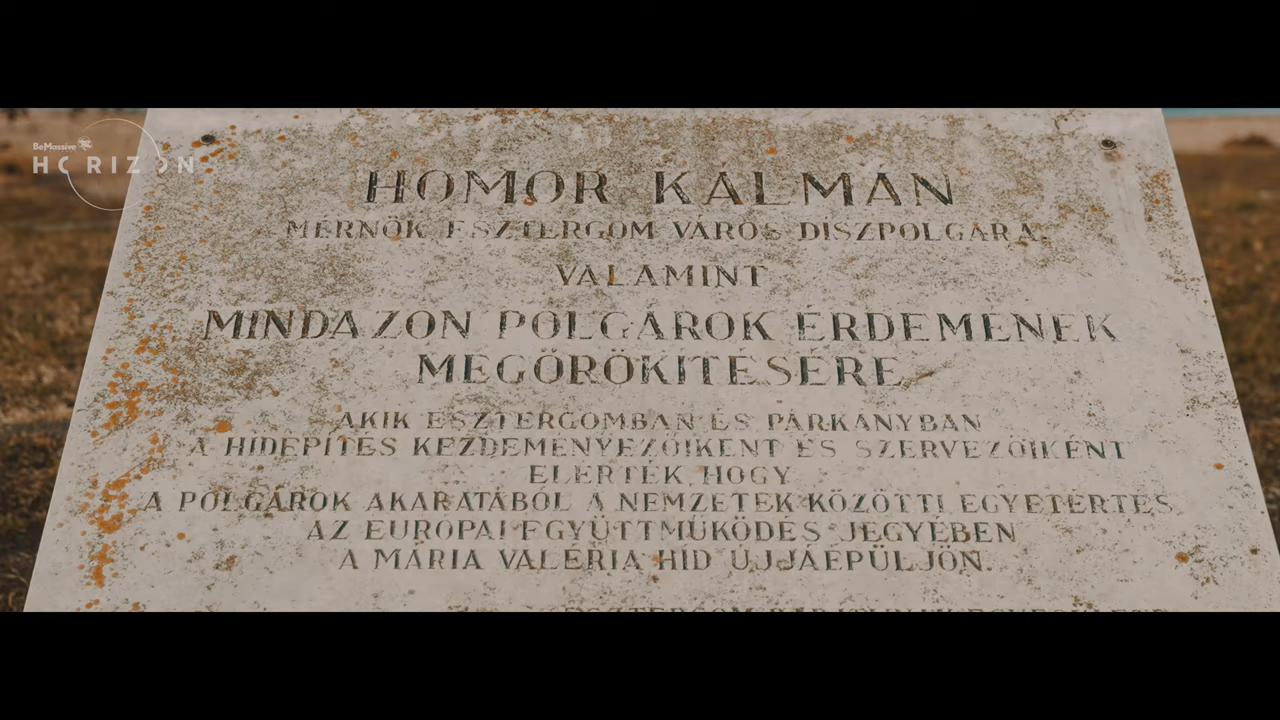 BeMassive
HORIZON
HOMOR KÁLMÁN
MÉRNÖK ESZTERGOM VÁROS DÍSZPOLGÁRA,
VALAMINT
MINDAZON POLGÁROK ÉRDEMÉNEK
MEGÖRÖKÍTÉSÉRE
AKIK ESZTERGOMBAN ÉS PÁRKÁNYBAN
A HÍDÉPÍTÉS KEZDEMÉNYEZŐIKÉNT ÉS SZERVEZŐIKÉNT
ELÉRTÉK, HOGY
A POLGÁROK AKARATÁBÓL A NEMZETEK KÖZÖTTI EGYETÉRTÉS
AZ EURÓPAI EGYÜTTMŰKÖDÉS JEGYÉBEN
A MÁRIA VALÉRIA HÍD ÚJJÁÉPÜLJÖN.
ESZTERGOM